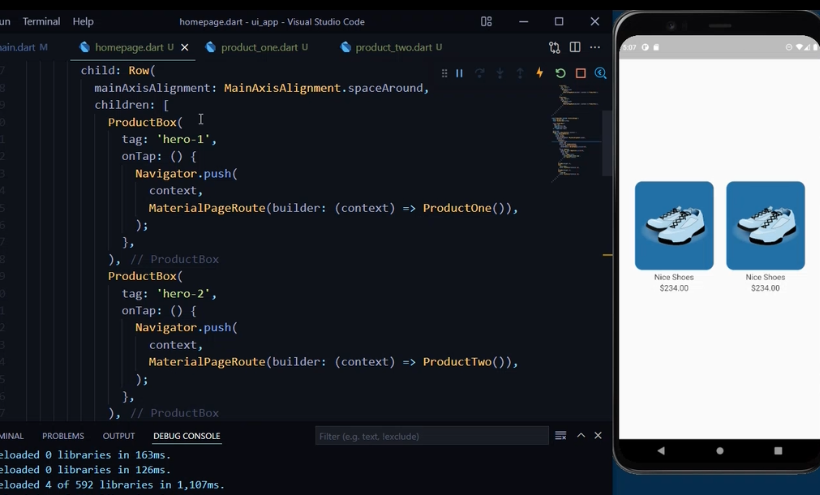 un Terminal Help homepage.dart - ui_app - Visual Studio Code
ain.dart M homepage.dart U product_one.dart U product_two.dart U
child: Row(
mainAxisAlignment: MainAxisAlignment.spaceAround,
children: [
ProductBox(
tag: 'hero-1',
onTap: () {
Navigator.push(
context,
MaterialPageRoute(builder: (context) => ProductOne()),
);
},
), // ProductBox
ProductBox(
tag: 'hero-2',
onTap: () {
Navigator.push(
context,
MaterialPageRoute(builder: (context) => ProductTwo()),
);
},
), // ProductBox
MINAL PROBLEMS OUTPUT DEBUG CONSOLE Filter (e.g. text, !exclude)
eloaded 0 libraries in 163ms.
eloaded 0 libraries in 126ms.
eloaded 4 of 592 libraries in 1,107ms.
Nice Shoes Nice Shoes
$234.00 $234.00